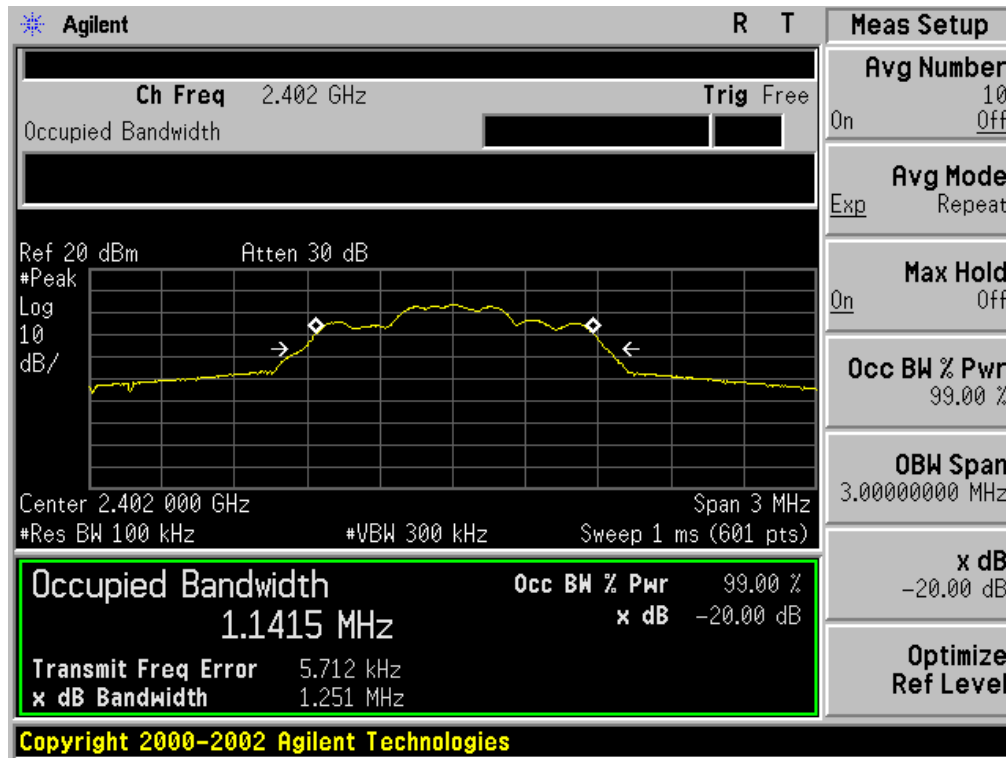 Agilent R T Meas Setup
Ch Freq 2.402 GHz Trig Free
Occupied Bandwidth
Ref 20 dBm Atten 30 dB
#Peak
Log
10
dB/
Center 2.402 000 GHz Span 3 MHz
#Res BW 100 kHz #VBW 300 kHz Sweep 1 ms (601 pts)
Occupied Bandwidth Occ BW % Pwr 99.00 %
1.1415 MHz x dB -20.00 dB
Transmit Freq Error 5.712 kHz
x dB Bandwidth 1.251 MHz
Copyright 2000-2002 Agilent Technologies
Avg Number
10
On Off
Avg Mode
Exp Repeat
Max Hold
On Off
Occ BW % Pwr
99.00 %
OBW Span
3.00000000 MHz
x dB
-20.00 dB
Optimize
Ref Level